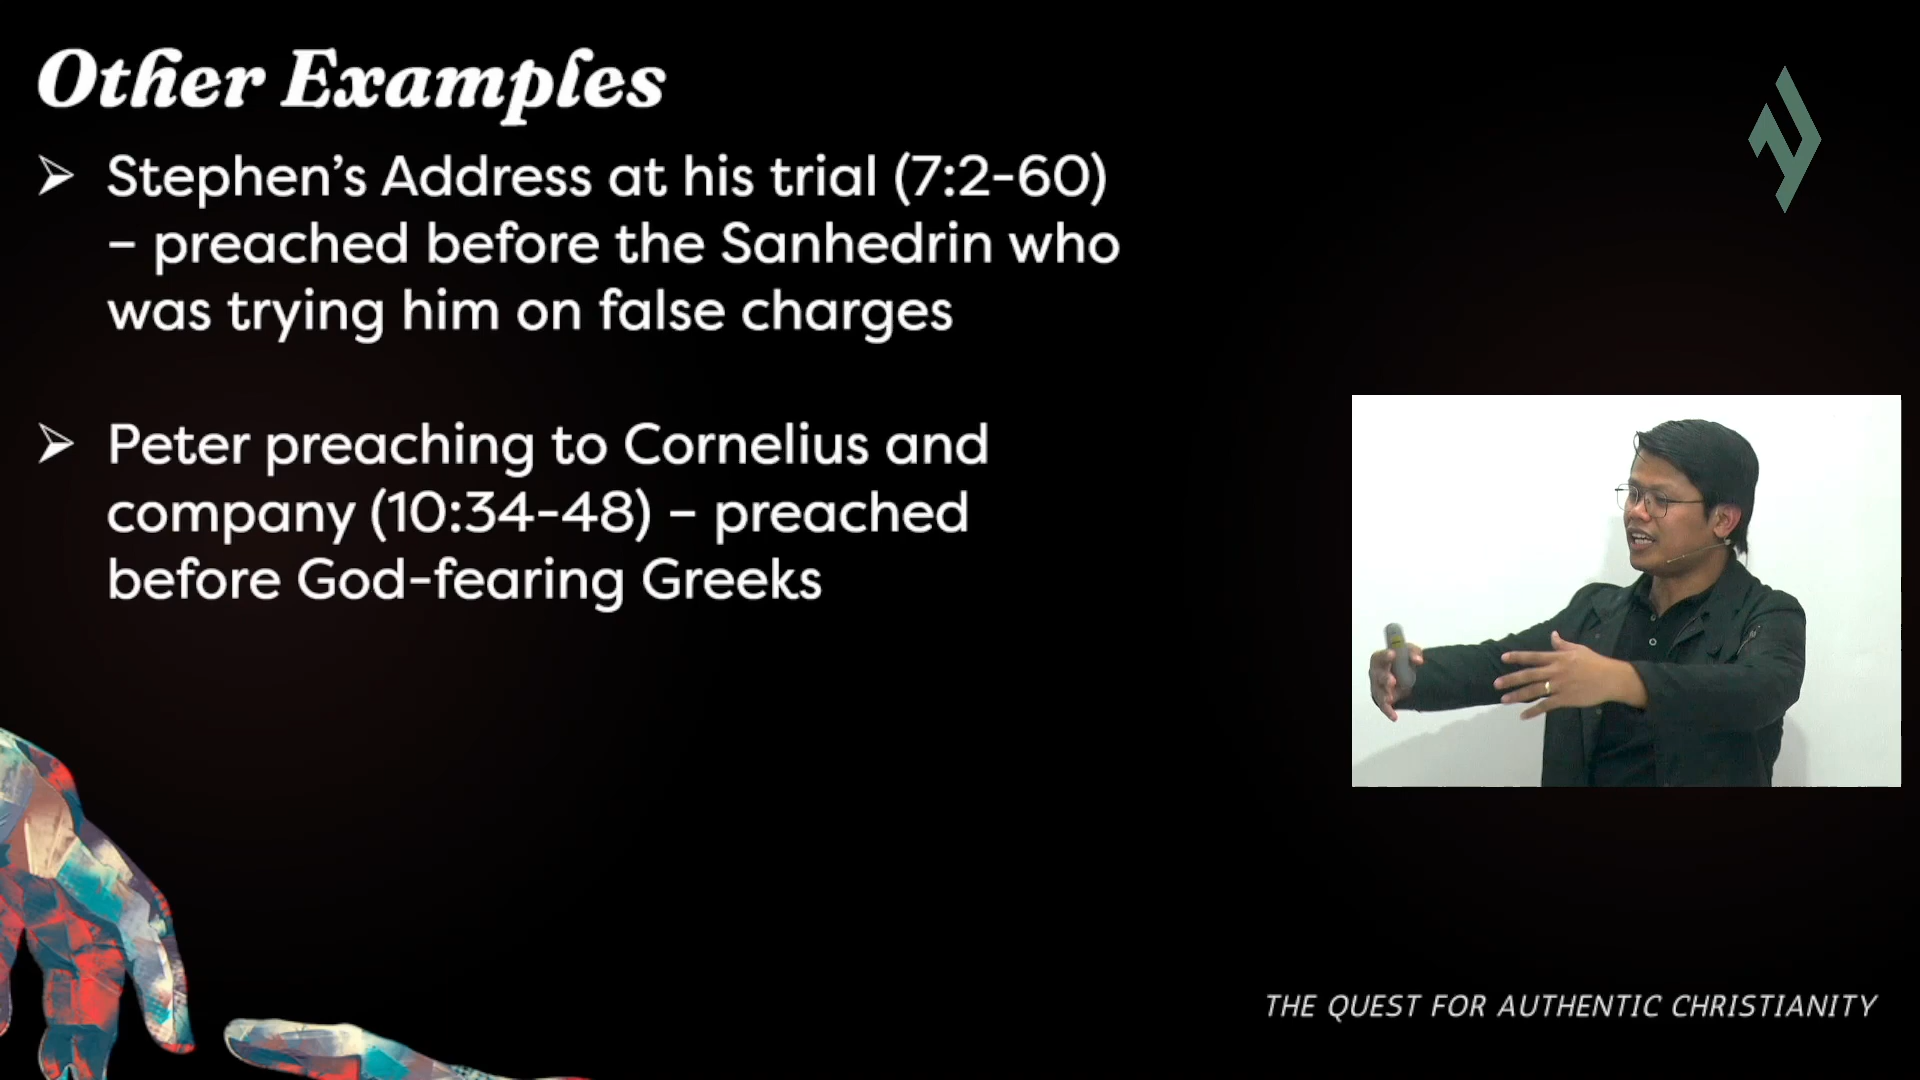 Other Examples
➢ Stephen’s Address at his trial (7:2-60)
– preached before the Sanhedrin who
was trying him on false charges
➢ Peter preaching to Cornelius and
company (10:34-48) – preached
before God-fearing Greeks
THE QUEST FOR AUTHENTIC CHRISTIANITY